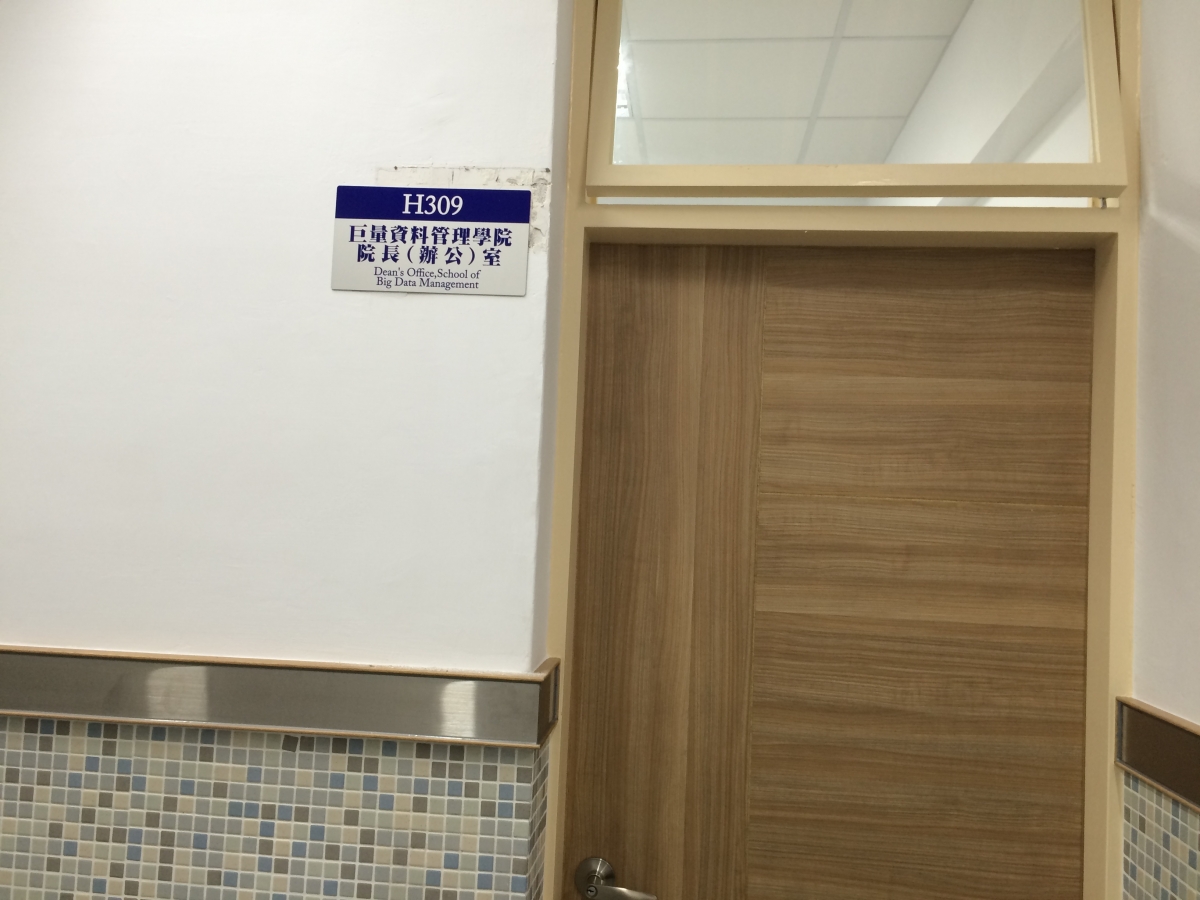 H309
巨量資料管理學院
院長(辦公)室
Dean's Office,School of
Big Data Management